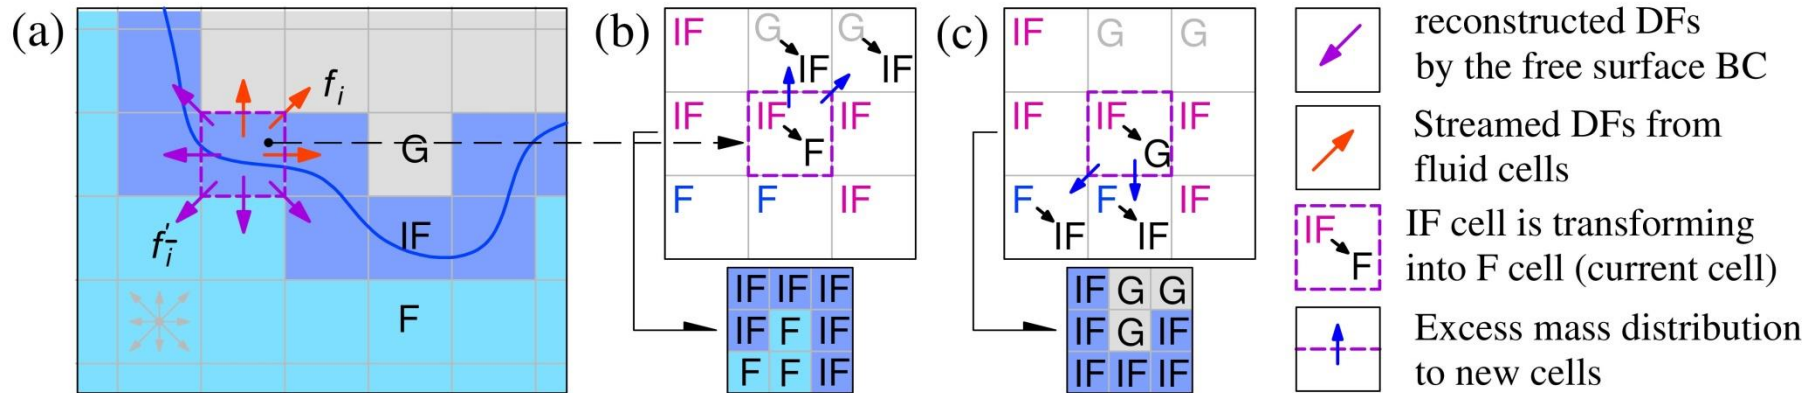 (a)
f_i
G
IF
f'_i̅
F
(b)
IF G G
IF IF
IF IF IF
F
F F IF
IF IF IF
IF F IF
F F IF
(c)
IF G G
IF IF IF
G
F F IF
IF IF
IF G G
IF G IF
IF IF IF
reconstructed DFs
by the free surface BC
Streamed DFs from
fluid cells
IF
F
IF cell is transforming
into F cell (current cell)
Excess mass distribution
to new cells